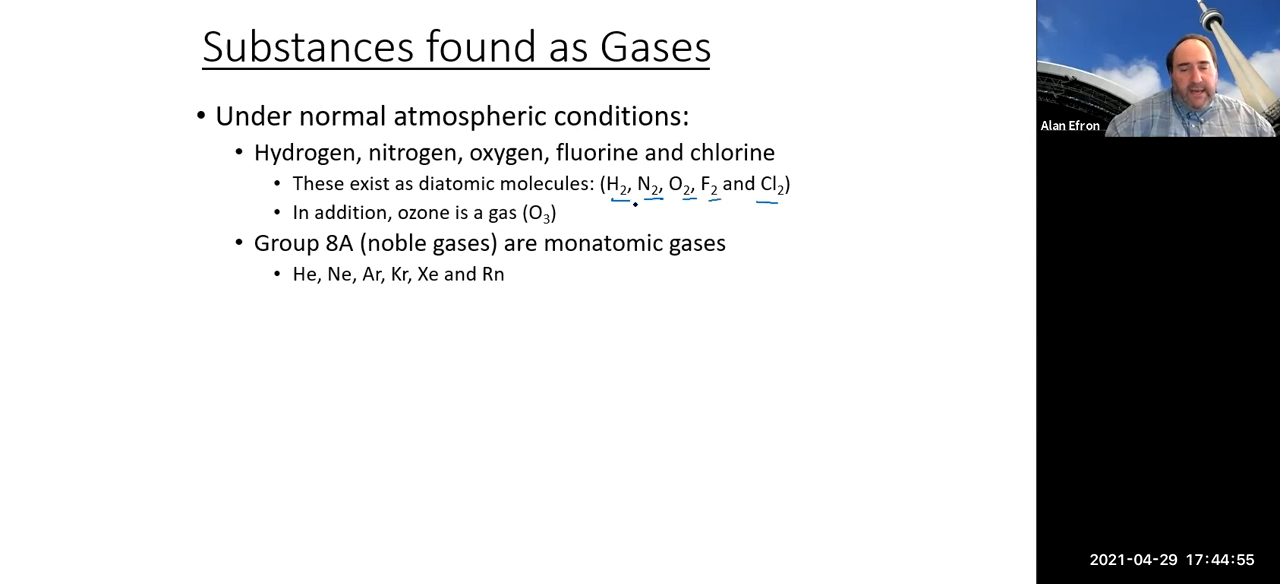 Substances found as Gases
• Under normal atmospheric conditions:
• Hydrogen, nitrogen, oxygen, fluorine and chlorine
• These exist as diatomic molecules: (H₂, N₂, O₂, F₂ and Cl₂)
• In addition, ozone is a gas (O₃)
• Group 8A (noble gases) are monatomic gases
• He, Ne, Ar, Kr, Xe and Rn
Alan Efron
2021-04-29 17:44:55